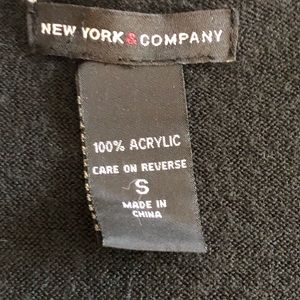 NEW YORK & COMPANY
100% ACRYLIC
CARE ON REVERSE
S
MADE IN
CHINA